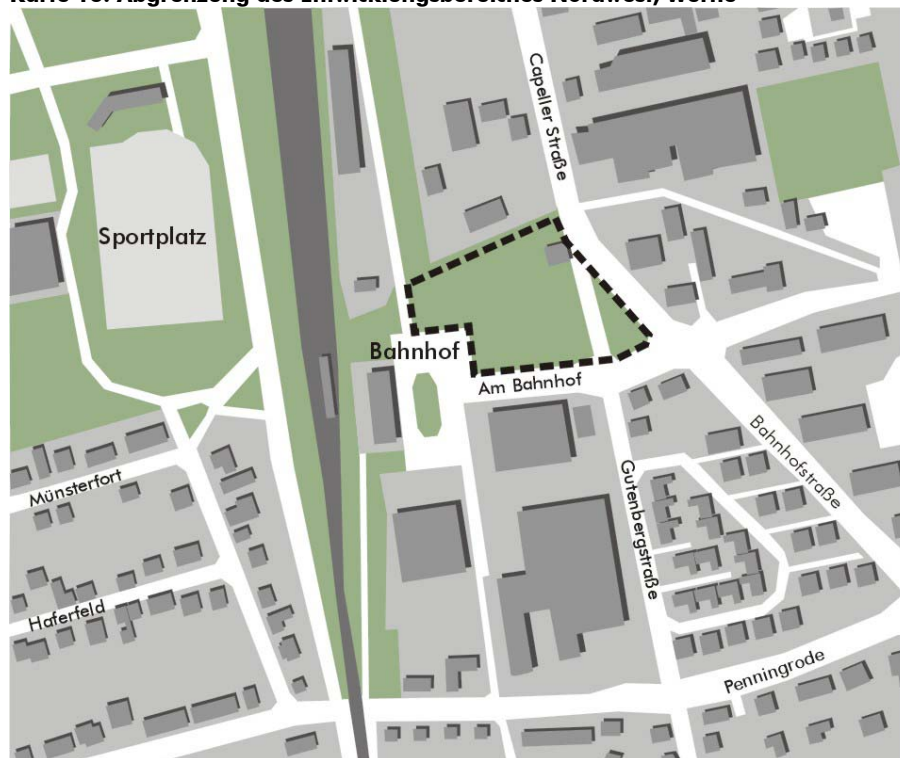 Capeller Straße
Sportplatz
Bahnhof
Am Bahnhof
Bahnhofstraße
Münsterfort
Gutenbergstraße
Haferfeld
Penningrode